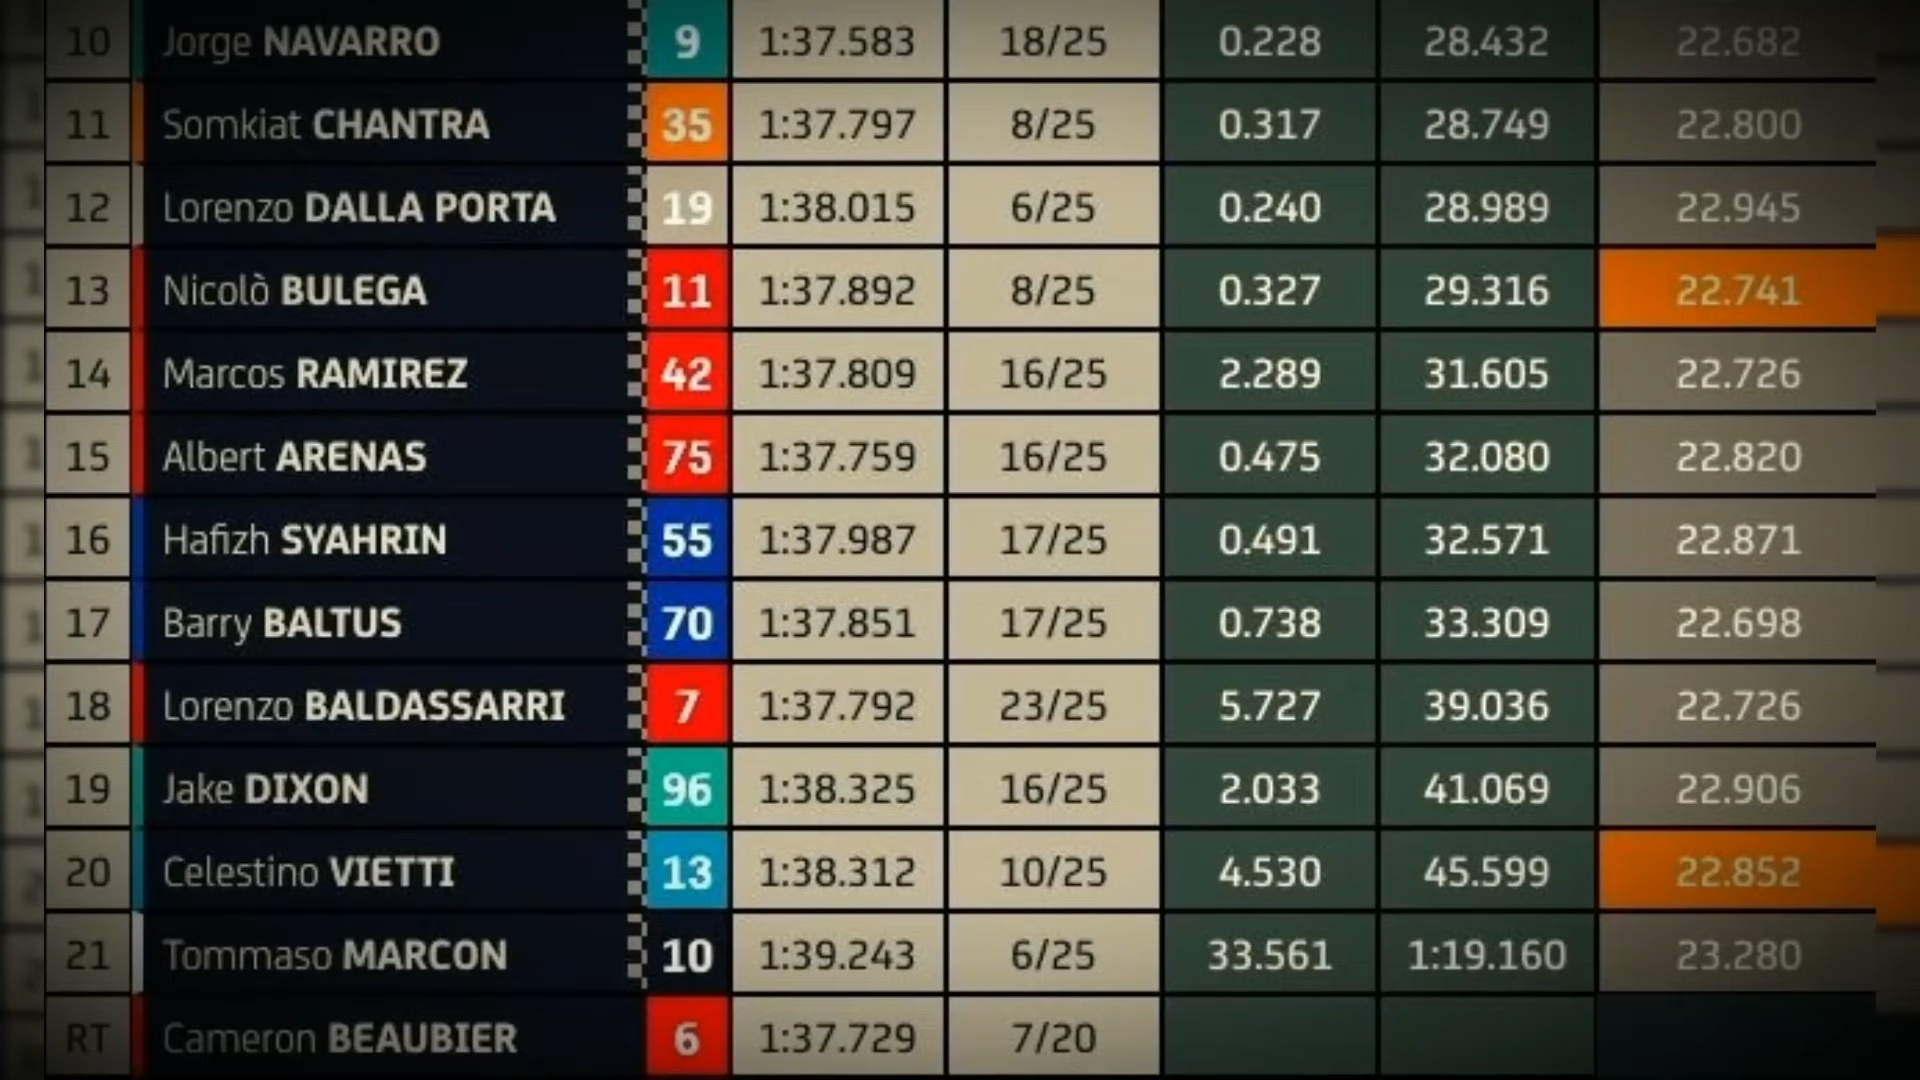 10 Jorge NAVARRO 9 1:37.583 18/25 0.228 28.432 22.682
11 Somkiat CHANTRA 35 1:37.797 8/25 0.317 28.749 22.800
12 Lorenzo DALLA PORTA 19 1:38.015 6/25 0.240 28.989 22.945
13 Nicolò BULEGA 11 1:37.892 8/25 0.327 29.316 22.741
14 Marcos RAMIREZ 42 1:37.809 16/25 2.289 31.605 22.726
15 Albert ARENAS 75 1:37.759 16/25 0.475 32.080 22.820
16 Hafizh SYAHRIN 55 1:37.987 17/25 0.491 32.571 22.871
17 Barry BALTUS 70 1:37.851 17/25 0.738 33.309 22.698
18 Lorenzo BALDASSARRI 7 1:37.792 23/25 5.727 39.036 22.726
19 Jake DIXON 96 1:38.325 16/25 2.033 41.069 22.906
20 Celestino VIETTI 13 1:38.312 10/25 4.530 45.599 22.852
21 Tommaso MARCON 10 1:39.243 6/25 33.561 1:19.160 23.280
RT Cameron BEAUBIER 6 1:37.729 7/20